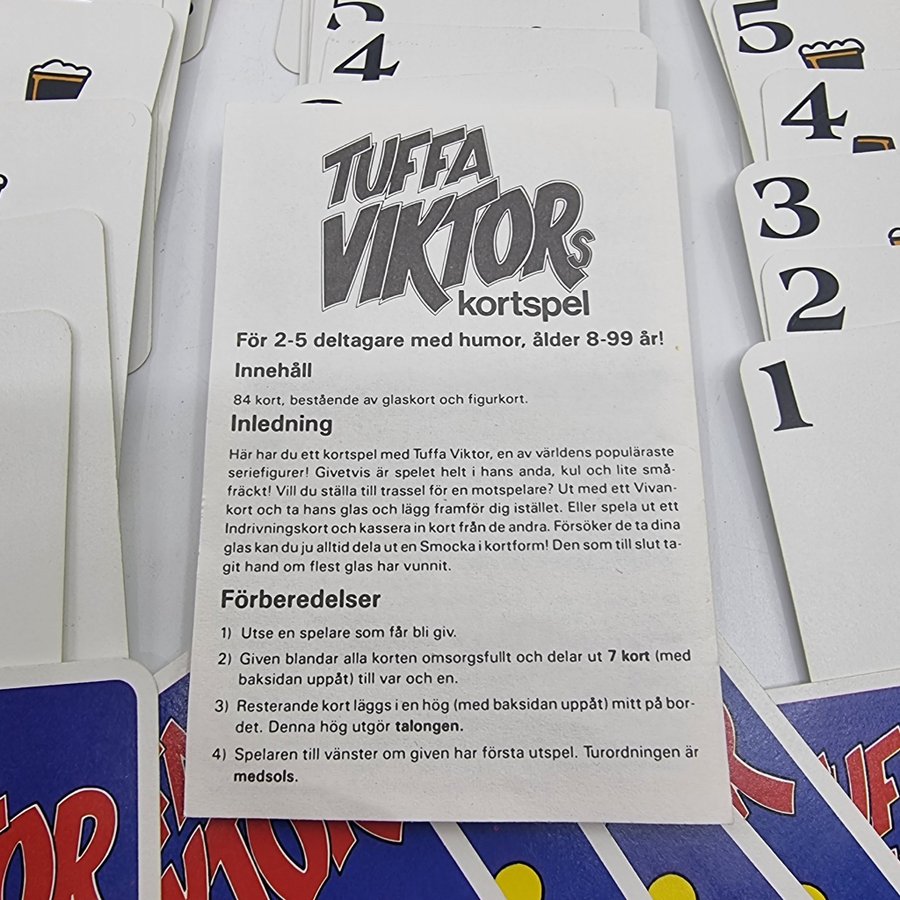 5
4
5
4
3
2
1
TUFFA
VIKTORs
kortspel
För 2-5 deltagare med humor, ålder 8-99 år!
Innehåll
84 kort, bestående av glaskort och figurkort.
Inledning
Här har du ett kortspel med Tuffa Viktor, en av världens populäraste
seriefigurer! Givetvis är spelet helt i hans anda, kul och lite små-
fräckt! Vill du ställa till trassel för en motspelare? Ut med ett Vivan-
kort och ta hans glas och lägg framför dig istället. Eller spela ut ett
Indrivningskort och kassera in kort från de andra. Försöker de ta dina
glas kan du ju alltid dela ut en Smocka i kortform! Den som till slut ta-
git hand om flest glas har vunnit.
Förberedelser
1) Utse en spelare som får bli giv.
2) Given blandar alla korten omsorgsfullt och delar ut 7 kort (med
baksidan uppåt) till var och en.
3) Resterande kort läggs i en hög (med baksidan uppåt) mitt på bor-
det. Denna hög utgör talongen.
4) Spelaren till vänster om given har första utspel. Turordningen är
medsols.